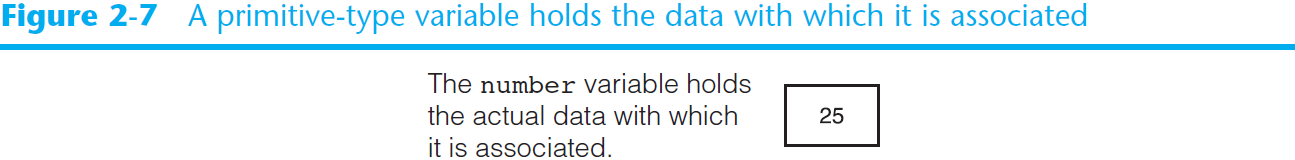 Figure 2-7 A primitive-type variable holds the data with which it is associated
The number variable holds
the actual data with which
it is associated.
25